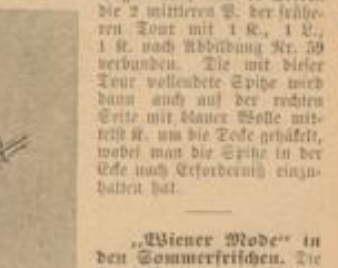 die 2 mittleren P. der frühe-
ren Tour mit 1 K., 1 L.,
1 K. nach Abbildung Nr. 59
verbunden. Die mit dieser
Tour vollendete Spitze wird
dann auch auf der rechten
Seite mit blauer Wolle mit-
telst K. um die Decke gehäkelt,
wobei man die Spitze in der
Ecke nach Erforderniß einzu-
halten hat.
„Wiener Mode“ in
den Sommerfrischen. Die